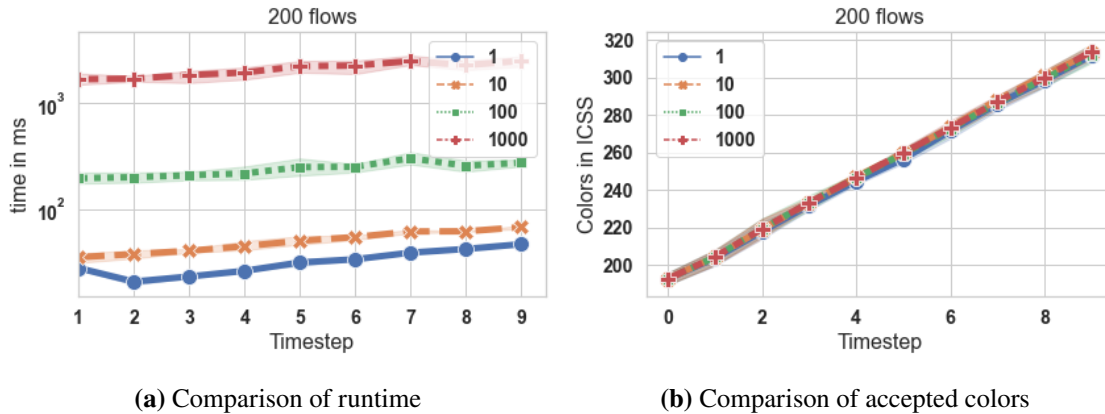 200 flows
time in ms
10³
10²
1
10
100
1000
1 2 3 4 5 6 7 8 9
Timestep
(a) Comparison of runtime
200 flows
Colors in ICSS
320
300
280
260
240
220
200
1
10
100
1000
0 2 4 6 8
Timestep
(b) Comparison of accepted colors